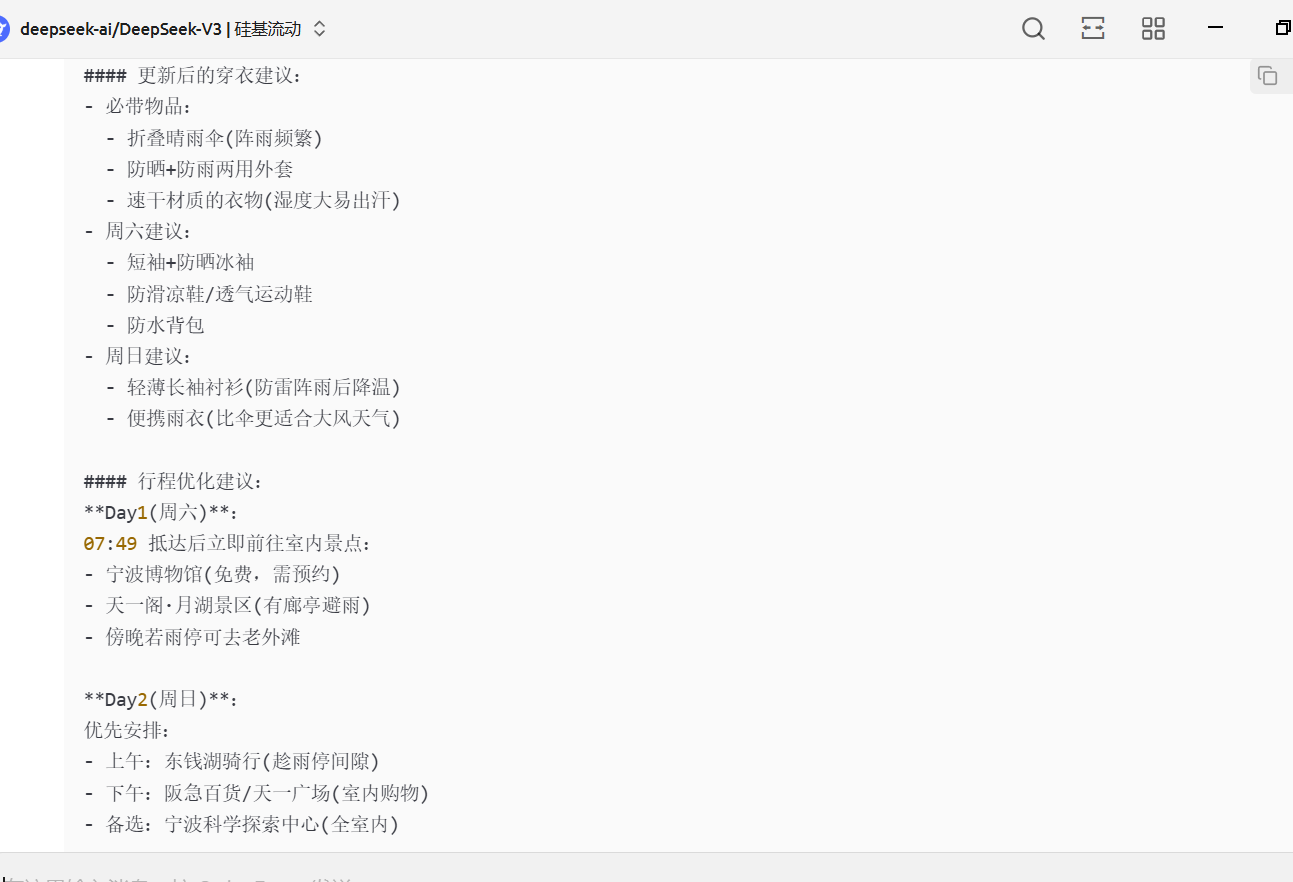 deepseek-ai/DeepSeek-V3 | 硅基流动
#### 更新后的穿衣建议：
- 必带物品：
- 折叠晴雨伞(阵雨频繁)
- 防晒+防雨两用外套
- 速干材质的衣物(湿度大易出汗)
- 周六建议：
- 短袖+防晒冰袖
- 防滑凉鞋/透气运动鞋
- 防水背包
- 周日建议：
- 轻薄长袖衬衫(防雷阵雨后降温)
- 便携雨衣(比伞更适合大风天气)
#### 行程优化建议：
**Day1(周六)**：
07:49 抵达后立即前往室内景点：
- 宁波博物馆(免费，需预约)
- 天一阁·月湖景区(有廊亭避雨)
- 傍晚若雨停可去老外滩
**Day2(周日)**：
优先安排：
- 上午：东钱湖骑行(趁雨停间隙)
- 下午：阪急百货/天一广场(室内购物)
- 备选：宁波科学探索中心(全室内)